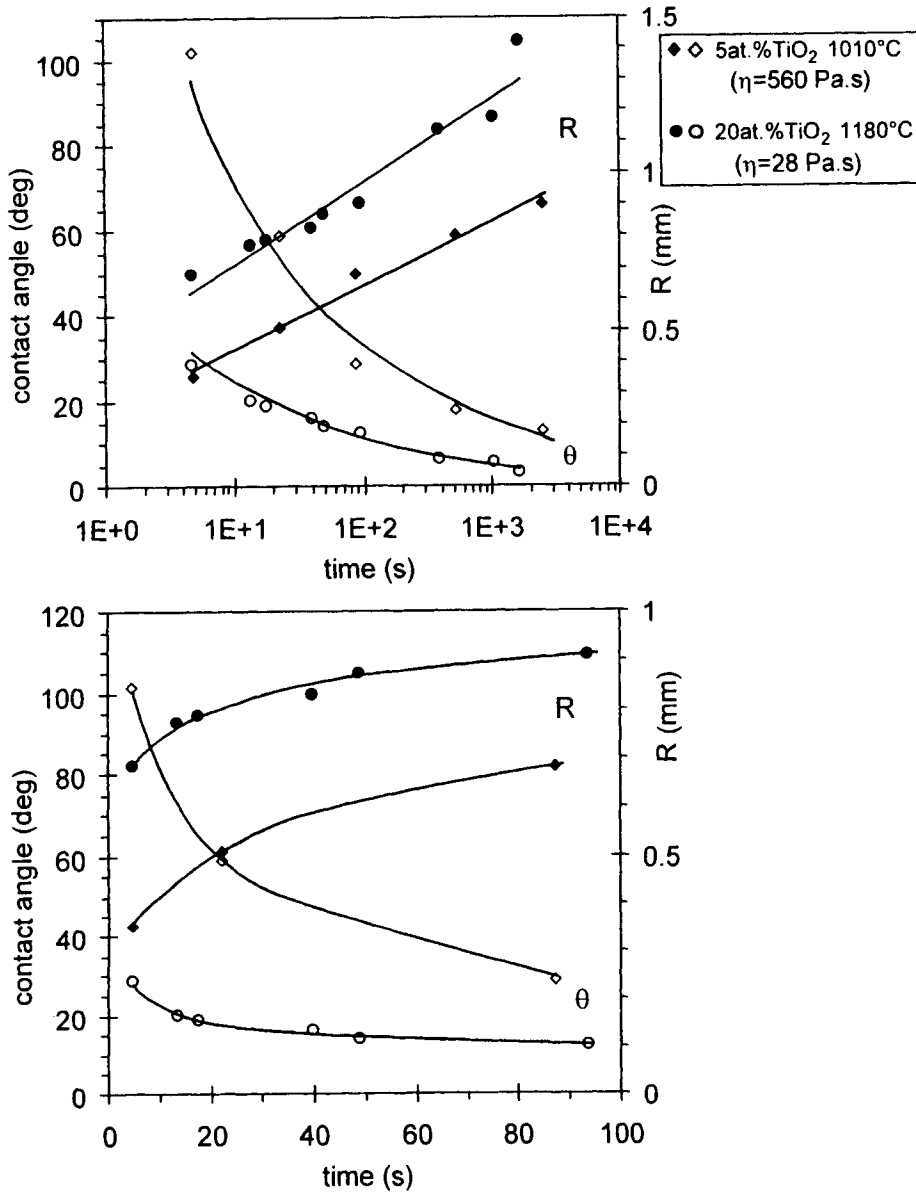 contact angle (deg)
100
80
60
40
20
0
1E+0
1E+1
1E+2
1E+3
1E+4
time (s)
1.5
1
0.5
0
R (mm)
R
θ
5at.%TiO₂ 1010°C
(η=560 Pa.s)
20at.%TiO₂ 1180°C
(η=28 Pa.s)
contact angle (deg)
120
100
80
60
40
20
0
0
20
40
60
80
100
time (s)
1
0.5
0
R (mm)
R
θ